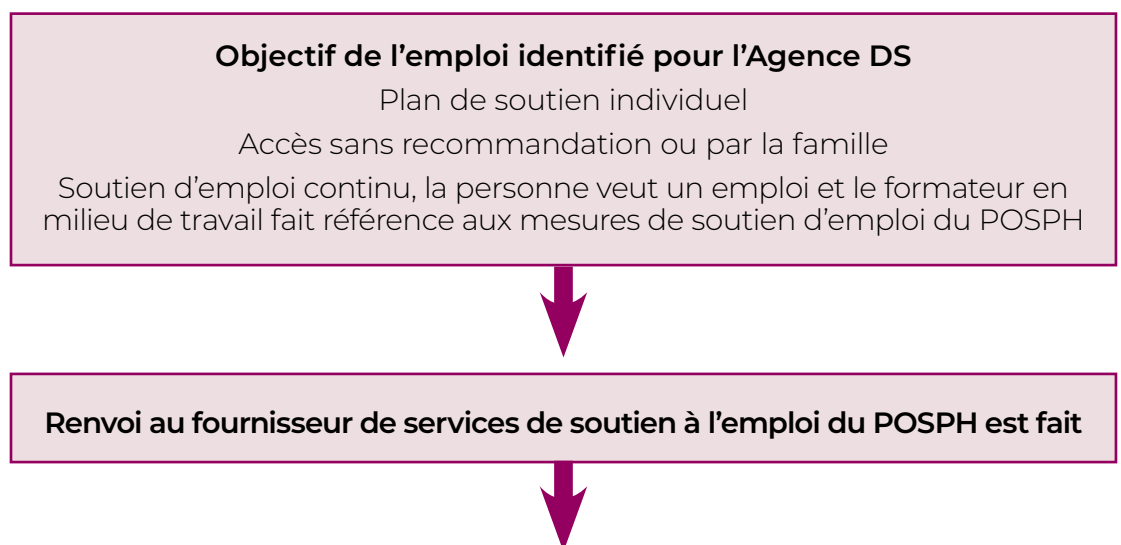 Objectif de l’emploi identifié pour l’Agence DS
Plan de soutien individuel
Accès sans recommandation ou par la famille
Soutien d’emploi continu, la personne veut un emploi et le formateur en
milieu de travail fait référence aux mesures de soutien d’emploi du POSPH
Renvoi au fournisseur de services de soutien à l’emploi du POSPH est fait